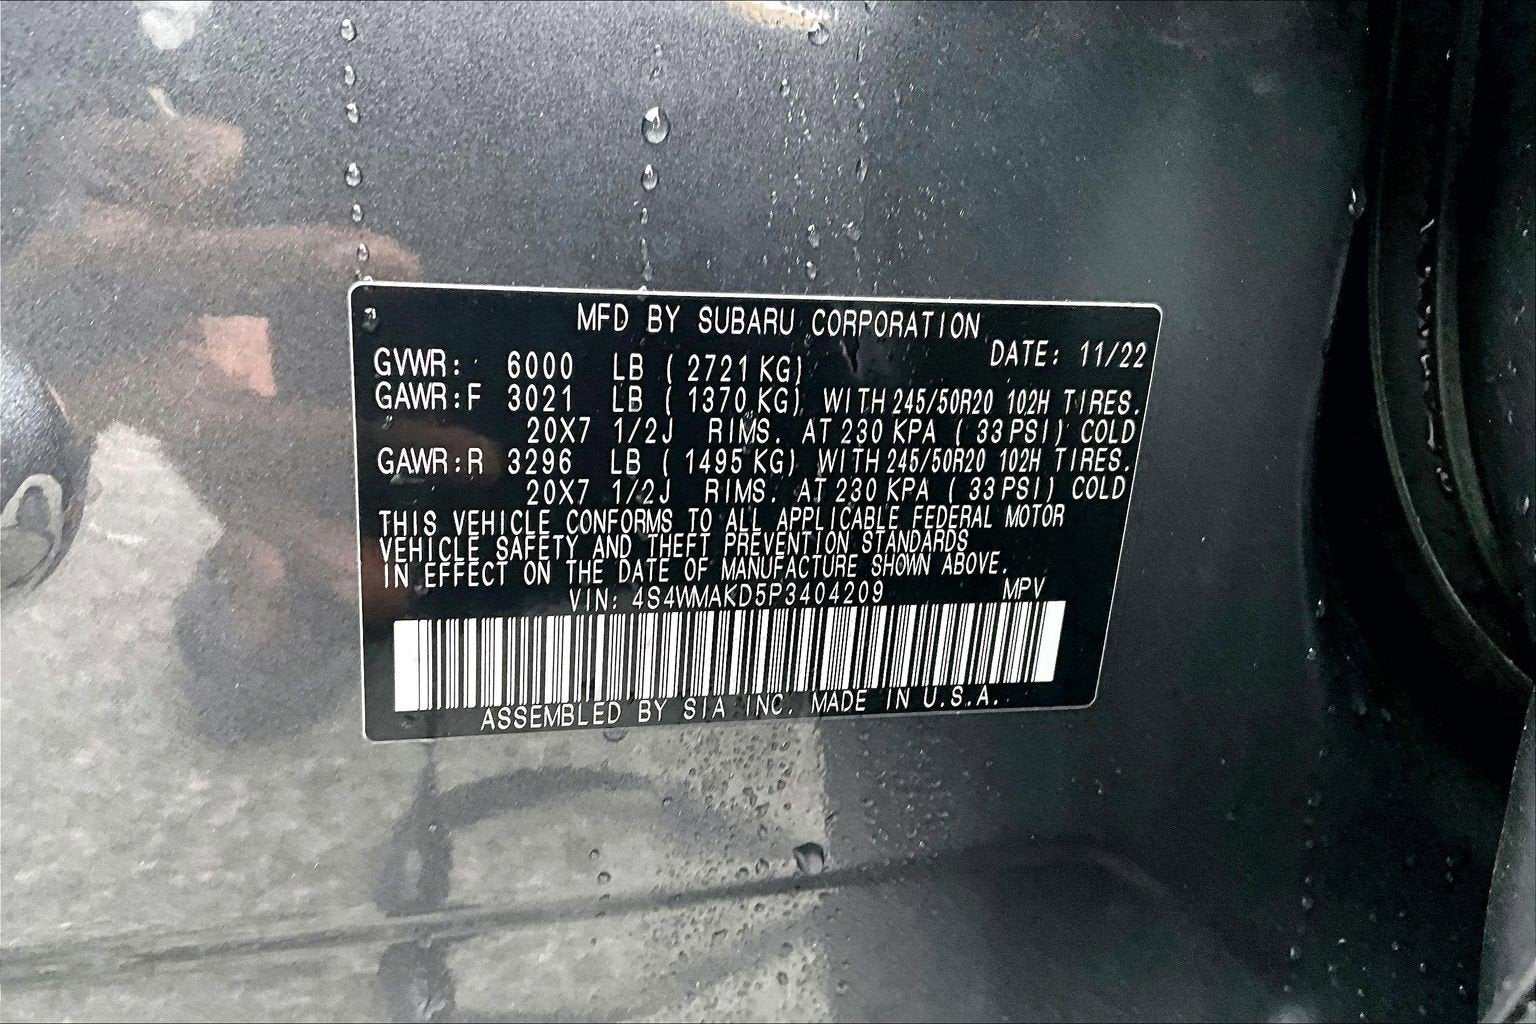 MFD BY SUBARU CORPORATION
DATE: 11/22
GVWR: 6000 LB ( 2721 KG)
GAWR:F 3021 LB ( 1370 KG) WITH 245/50R20 102H TIRES.
20X7 1/2J RIMS. AT 230 KPA ( 33 PSI) COLD
GAWR:R 3296 LB ( 1495 KG) WITH 245/50R20 102H TIRES.
20X7 1/2J RIMS. AT 230 KPA ( 33 PSI) COLD
THIS VEHICLE CONFORMS TO ALL APPLICABLE FEDERAL MOTOR
VEHICLE SAFETY AND THEFT PREVENTION STANDARDS
IN EFFECT ON THE DATE OF MANUFACTURE SHOWN ABOVE.
VIN: 4S4WMAKD5P3404209 MPV
ASSEMBLED BY SIA INC. MADE IN U.S.A.